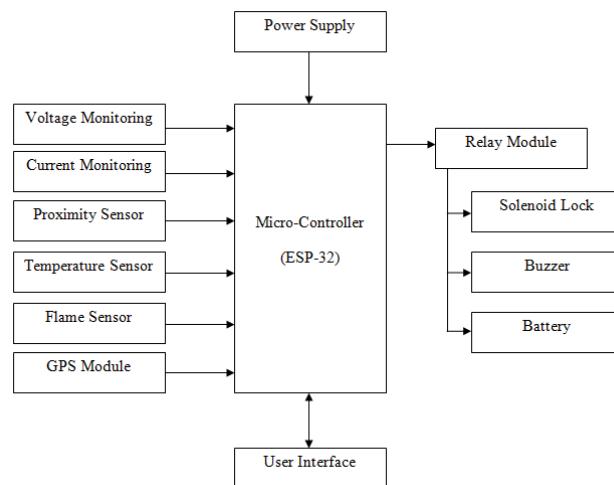 Power Supply
Voltage Monitoring
Current Monitoring
Proximity Sensor
Temperature Sensor
Flame Sensor
GPS Module
Micro-Controller
(ESP-32)
Relay Module
Solenoid Lock
Buzzer
Battery
User Interface